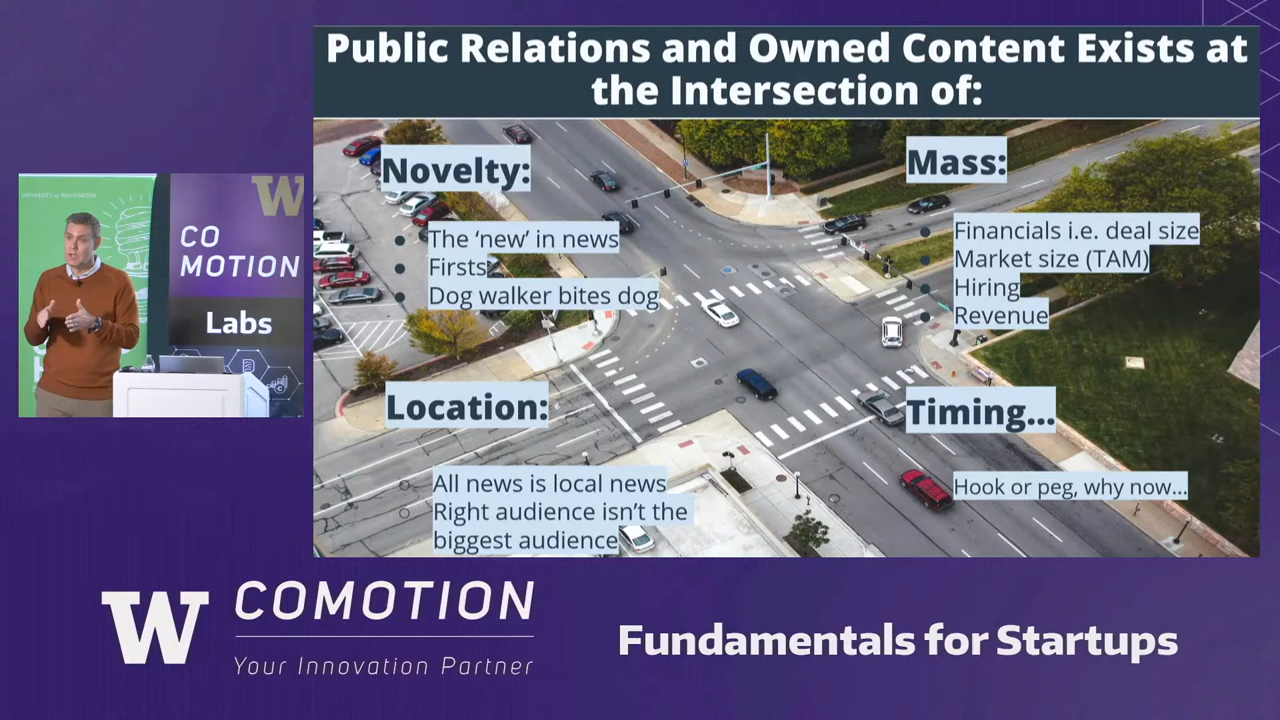 Public Relations and Owned Content Exists at
the Intersection of:
Novelty:
The ‘new’ in news
Firsts
Dog walker bites dog
Mass:
Financials i.e. deal size
Market size (TAM)
Hiring
Revenue
Location:
All news is local news
Right audience isn’t the
biggest audience
Timing...
Hook or peg, why now...
UNIVERSITY of WASHINGTON
W
CO
MOTION
Labs
W
COMOTION
Your Innovation Partner
Fundamentals for Startups